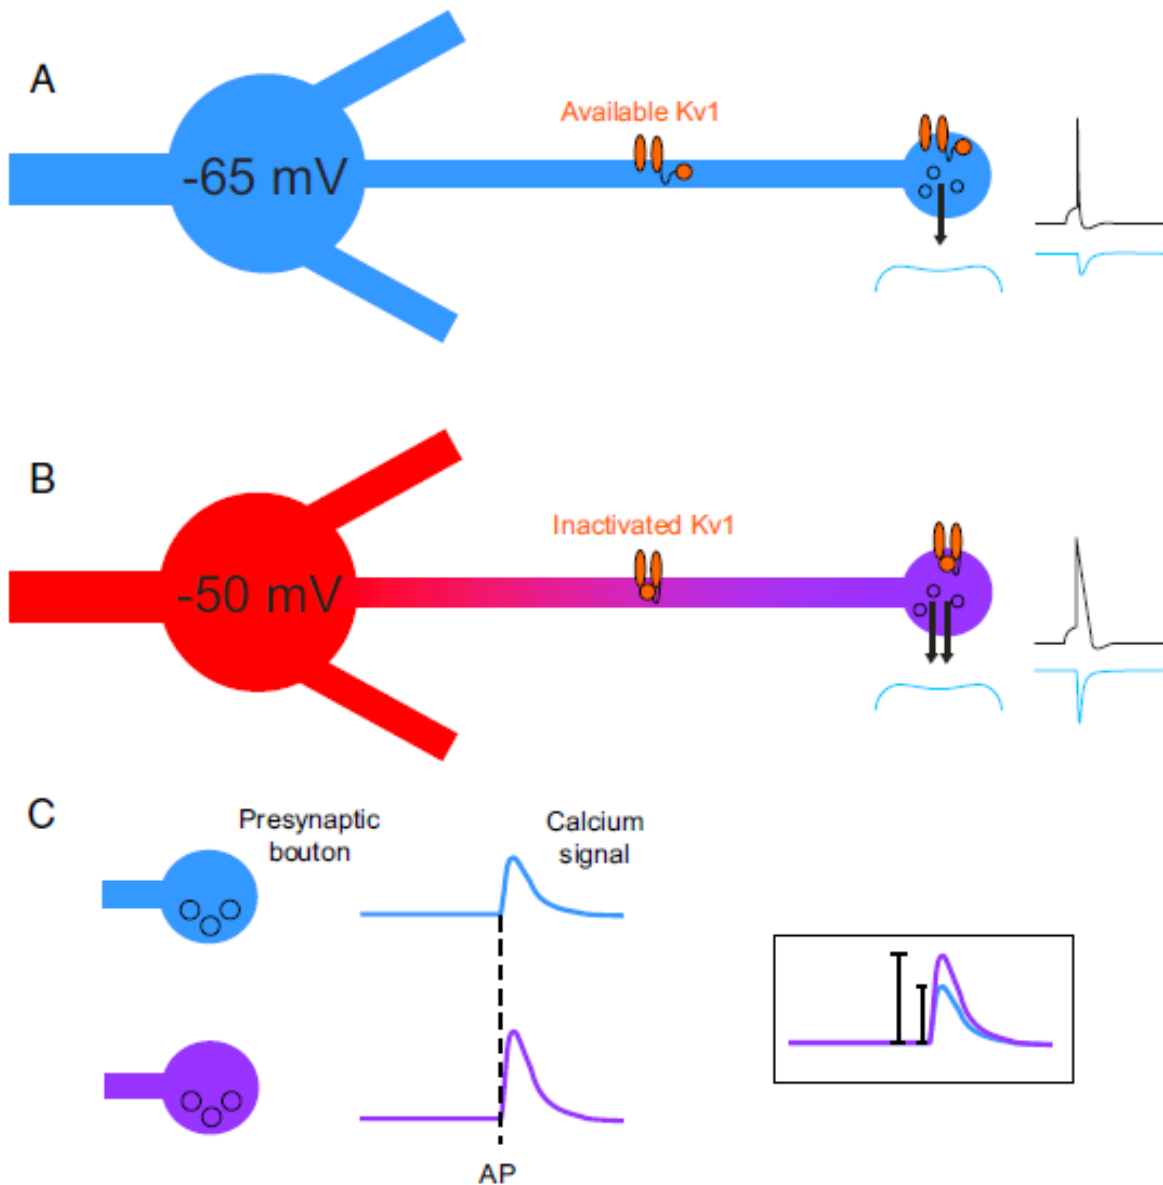 A
Available Kv1
-65 mV
B
Inactivated Kv1
-50 mV
C
Presynaptic
bouton
Calcium
signal
AP